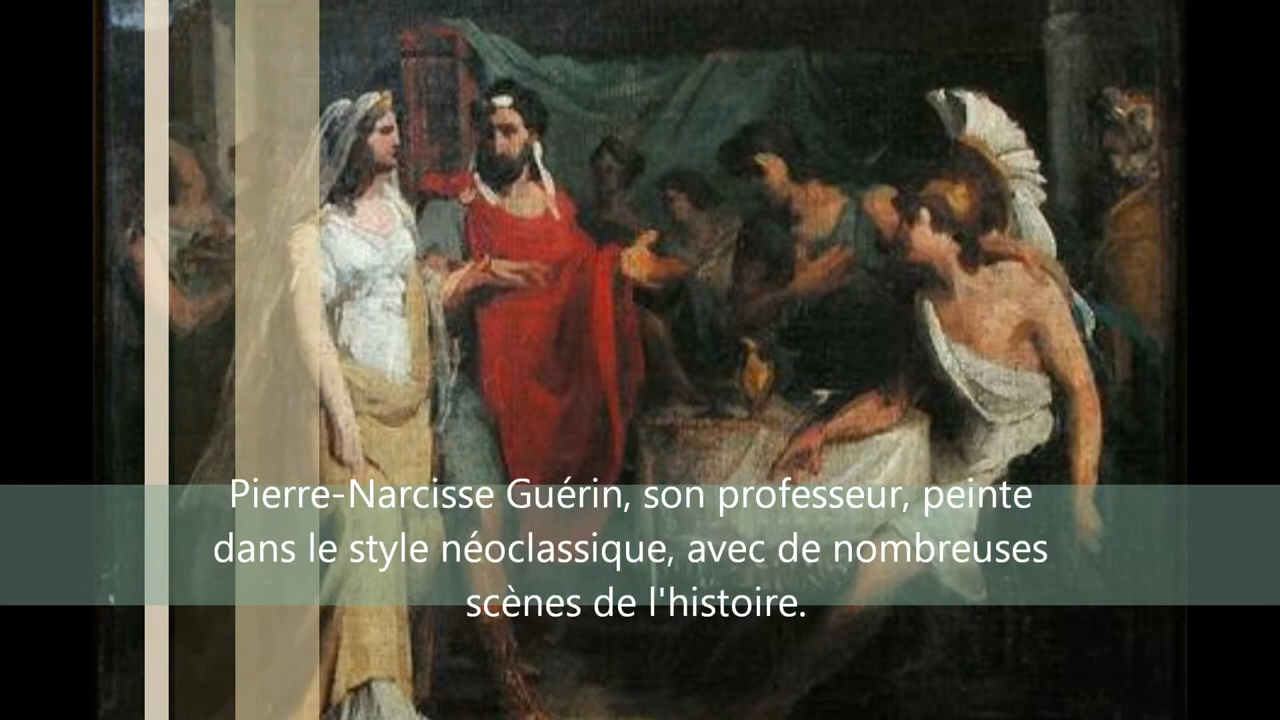 Pierre-Narcisse Guérin, son professeur, peinte
dans le style néoclassique, avec de nombreuses
scènes de l'histoire.